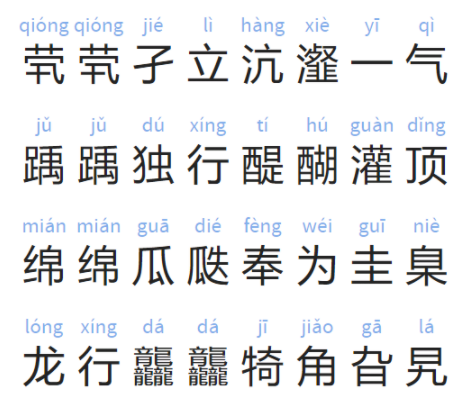 qióng qióng jié lì hàng xiè yī qì
茕茕孑立沆瀣一气
jǔ jǔ dú xíng tí hú guàn dǐng
踽踽独行醍醐灌顶
mián mián guā dié fèng wéi guī niè
绵绵瓜瓞奉为圭臬
lóng xíng dá dá jī jiǎo gā lá
龙行龘龘犄角旮旯